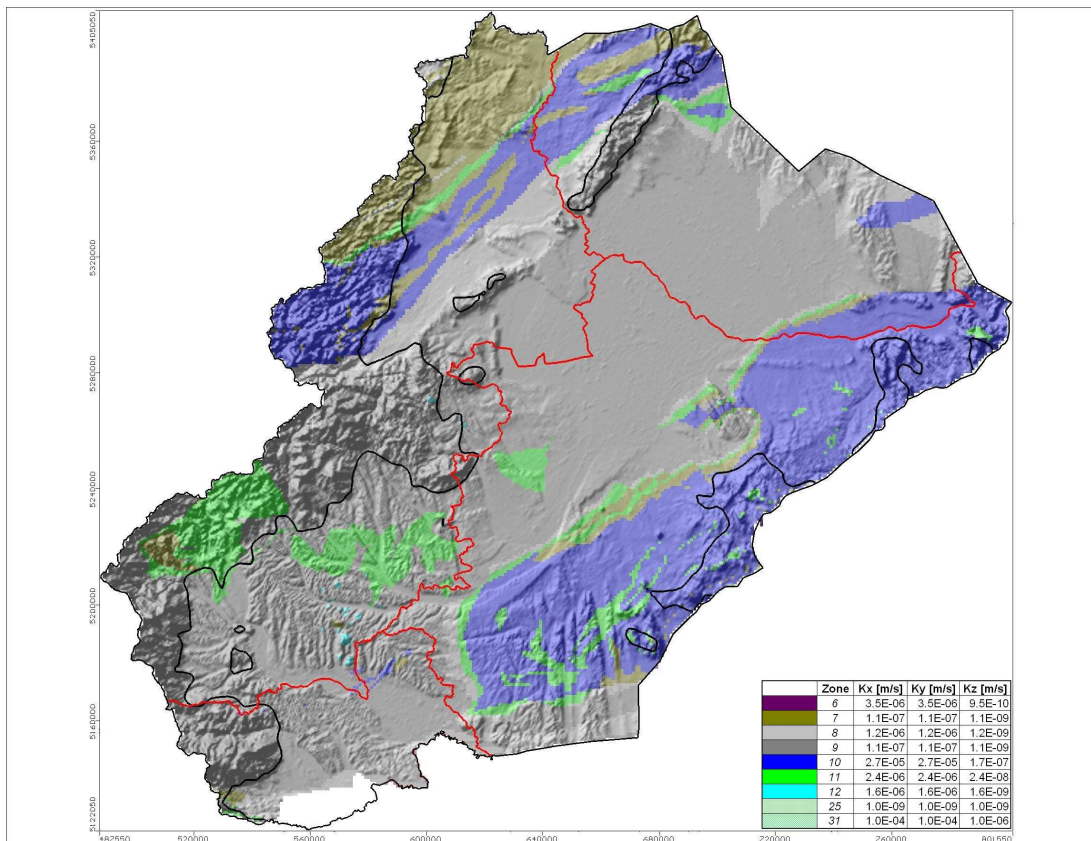 5405050
5360000
5320000
5280000
5240000
5200000
5160000
5122050
482550 520000 560000 600000 640000 680000 720000 760000 801550
Zone Kx [m/s] Ky [m/s] Kz [m/s]
6 3.5E-06 3.5E-06 9.5E-10
7 1.1E-07 1.1E-07 1.1E-09
8 1.2E-06 1.2E-06 1.2E-09
9 1.1E-07 1.1E-07 1.1E-09
10 2.7E-05 2.7E-05 1.7E-07
11 2.4E-06 2.4E-06 2.4E-08
12 1.6E-06 1.6E-06 1.6E-09
25 1.0E-09 1.0E-09 1.0E-09
31 1.0E-04 1.0E-04 1.0E-06